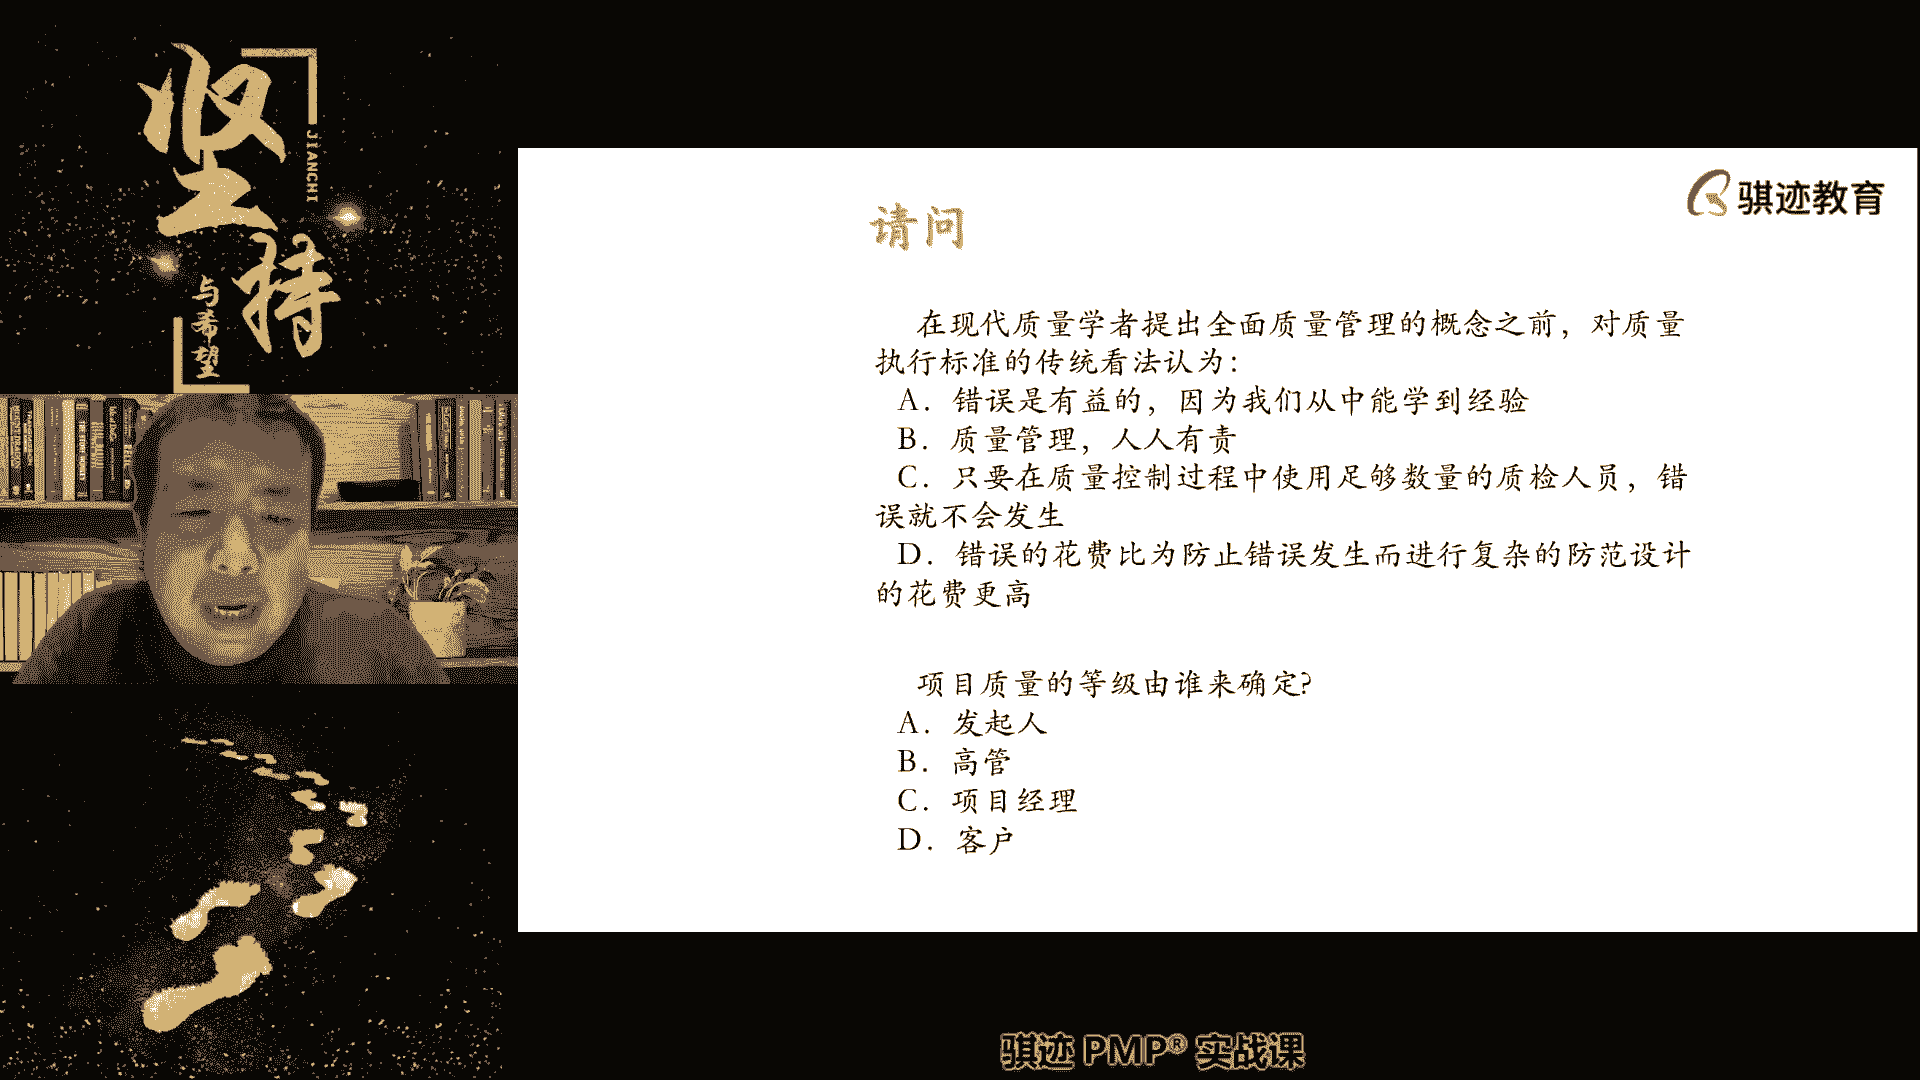 坚持
JIANCHI
与希望
骐迹教育
请问
在现代质量学者提出全面质量管理的概念之前，对质量
执行标准的传统看法认为：
A．错误是有益的，因为我们从中能学到经验
B．质量管理，人人有责
C．只要在质量控制过程中使用足够数量的质检人员，错
误就不会发生
D．错误的花费比为防止错误发生而进行复杂的防范设计
的花费更高
项目质量的等级由谁来确定?
A．发起人
B．高管
C．项目经理
D．客户
骐迹 PMP® 实战课